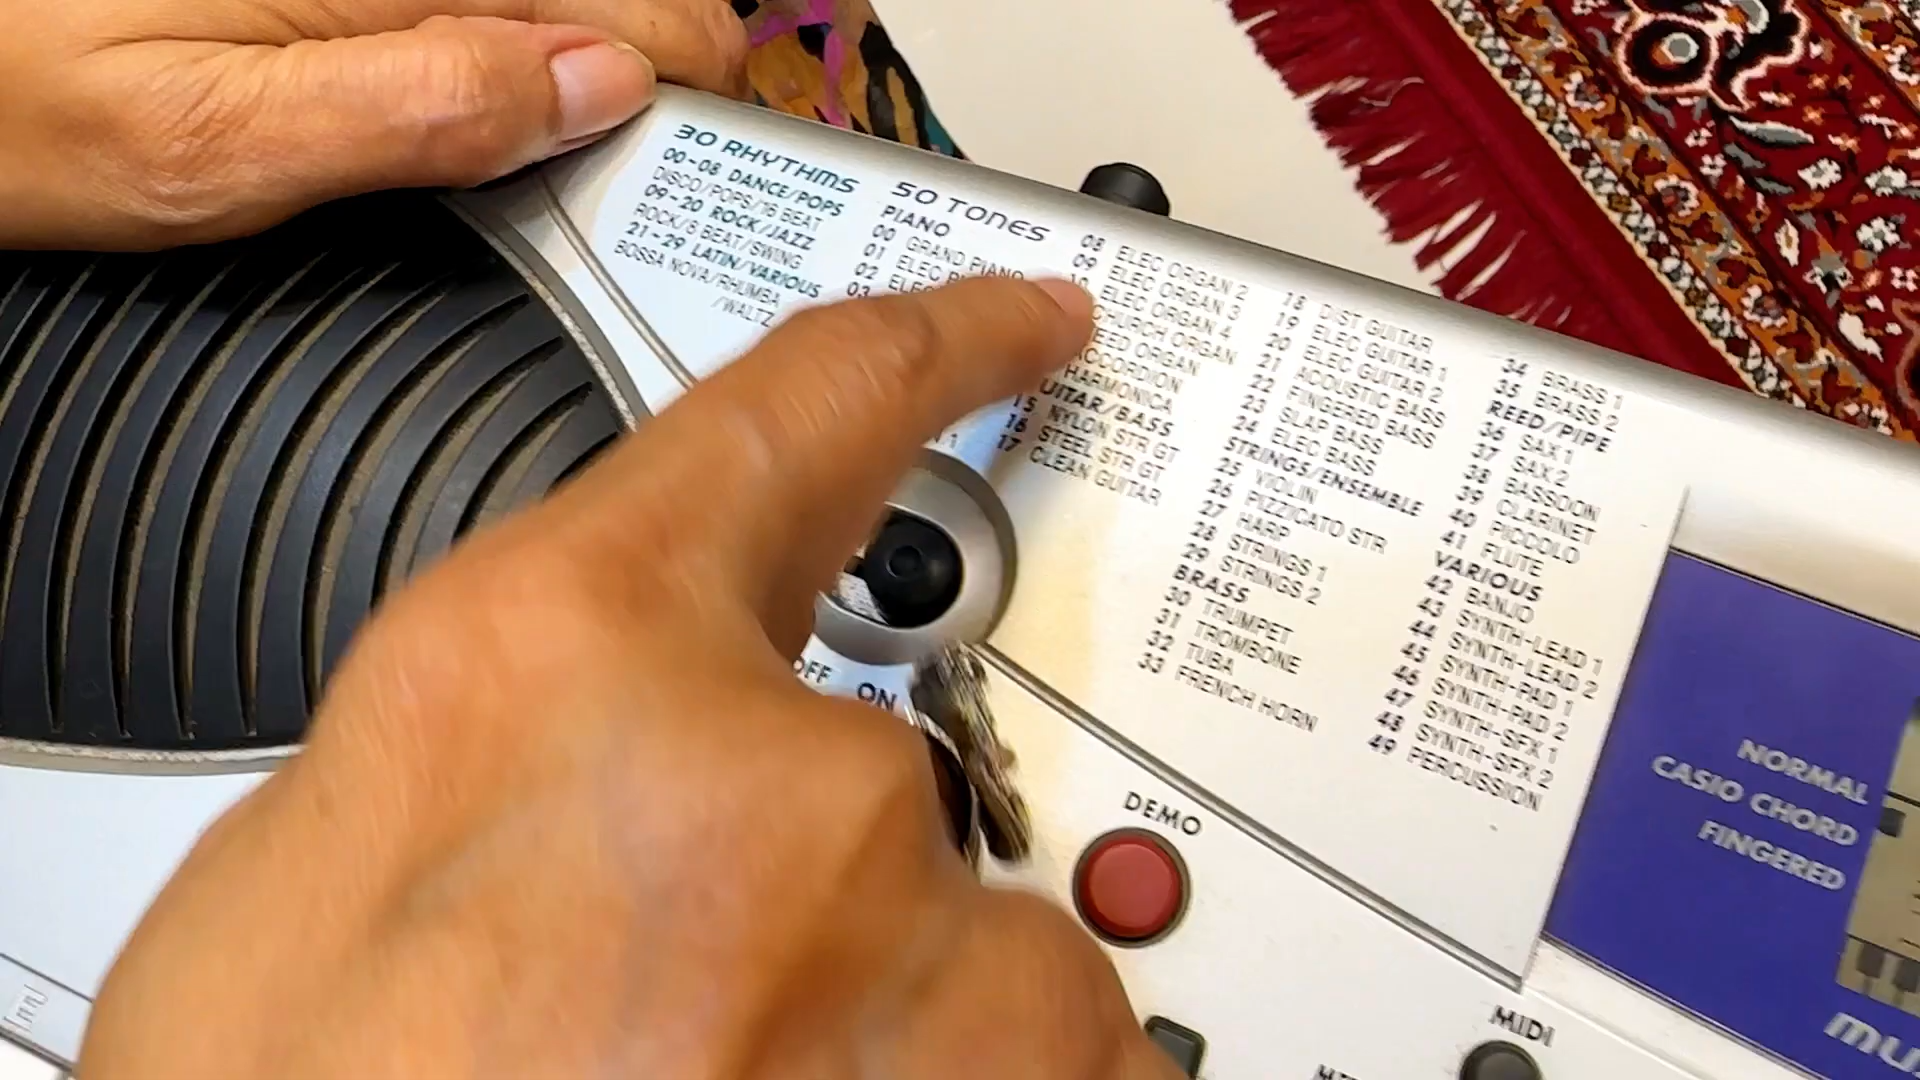 30 RHYTHMS
00-08 DANCE/POPS
DISCO/POPS/16 BEAT
09-20 ROCK/JAZZ
ROCK/8 BEAT/SWING
21-29 LATIN/VARIOUS
BOSSA NOVA/RHUMBA
/WALTZ
50 TONES
PIANO
00 GRAND PIANO
01 ELEC
02 ELEC
03
08 ELEC ORGAN 2
09 ELEC ORGAN 3
10 ELEC ORGAN 4
CHURCH ORGAN
REED ORGAN
ACCORDION
HARMONICA
GUITAR/BASS
15 NYLON STR GT
16 STEEL STR GT
17 CLEAN GUITAR
18 DIST GUITAR
19 ELEC GUITAR 1
20 ELEC GUITAR 2
21 ACOUSTIC BASS
22 FINGERED BASS
23 SLAP BASS
24 ELEC BASS
STRINGS/ENSEMBLE
25 VIOLIN
26 PIZZICATO STR
27 HARP
28 STRINGS 1
29 STRINGS 2
BRASS
30 TRUMPET
31 TROMBONE
32 TUBA
33 FRENCH HORN
34 BRASS 1
35 BRASS 2
REED/PIPE
36 SAX 1
37 SAX 2
38 BASSOON
39 CLARINET
40 PICCOLO
41 FLUTE
VARIOUS
42 BANJO
43 SYNTH-LEAD 1
44 SYNTH-LEAD 2
45 SYNTH-PAD 1
46 SYNTH-PAD 2
47 SYNTH-SFX 1
48 SYNTH-SFX 2
49 PERCUSSION
OFF ON
DEMO
NORMAL
CASIO CHORD
FINGERED
MIDI